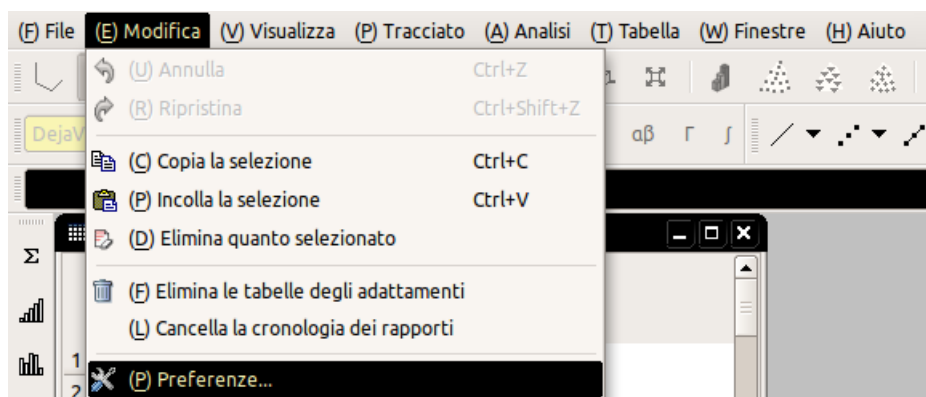 (F) File (E) Modifica (V) Visualizza (P) Tracciato (A) Analisi (T) Tabella (W) Finestre (H) Aiuto
(U) Annulla Ctrl+Z
(R) Ripristina Ctrl+Shift+Z
DejaV αβ Γ ∫
(C) Copia la selezione Ctrl+C
(P) Incolla la selezione Ctrl+V
(D) Elimina quanto selezionato
Σ
(F) Elimina le tabelle degli adattamenti
(L) Cancella la cronologia dei rapporti
1
(P) Preferenze...
2